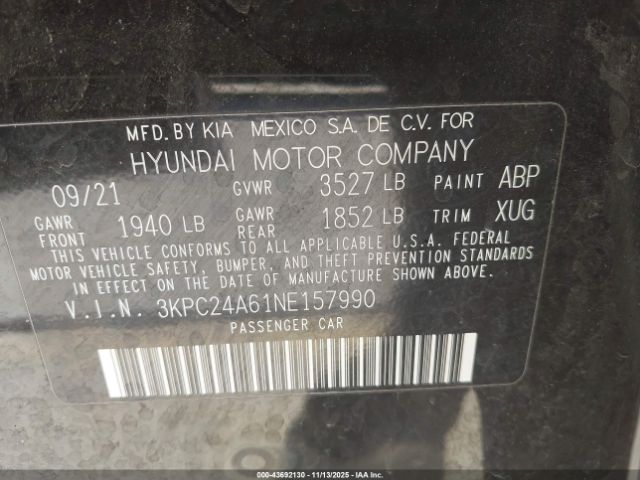 MFD. BY KIA MEXICO S.A. DE C.V. FOR
HYUNDAI MOTOR COMPANY
09/21 GVWR 3527 LB PAINT ABP
GAWR FRONT 1940 LB GAWR REAR 1852 LB TRIM XUG
THIS VEHICLE CONFORMS TO ALL APPLICABLE U.S.A. FEDERAL
MOTOR VEHICLE SAFETY, BUMPER, AND THEFT PREVENTION STANDARDS
IN EFFECT ON THE DATE OF MANUFACTURE SHOWN ABOVE.
V.I.N. 3KPC24A61NE157990
PASSENGER CAR
000-43692130 - 11/13/2025 - IAA Inc.